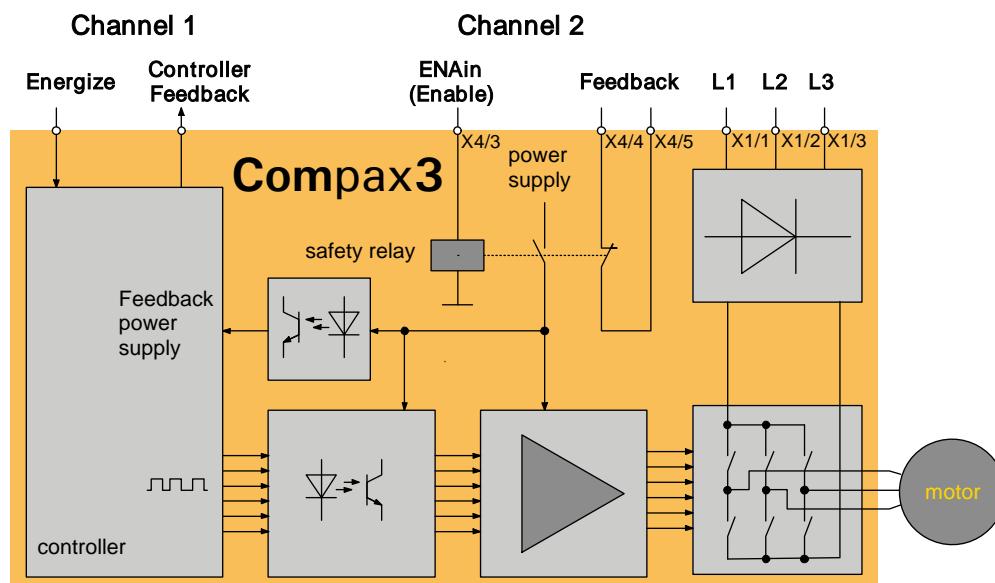 Channel 1
Channel 2
Energize
Controller
Feedback
ENAin
(Enable)
Feedback
L1
L2
L3
X4/3
X4/4
X4/5
X1/1
X1/2
X1/3
Compax3
power
supply
safety relay
Feedback
power
supply
controller
motor